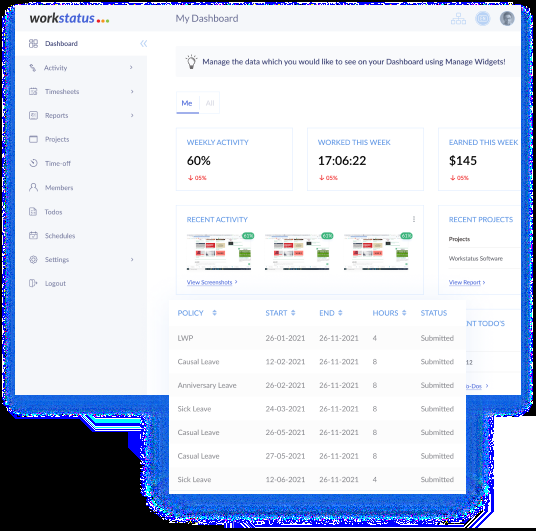 workstatus
My Dashboard
Dashboard
Activity
Timesheets
Reports
Projects
Time-off
Members
Todos
Schedules
Settings
Logout
Manage the data which you would like to see on your Dashboard using Manage Widgets!
Me All
WEEKLY ACTIVITY
60%
05%
WORKED THIS WEEK
17:06:22
05%
EARNED THIS WEEK
$145
05%
RECENT ACTIVITY
61% 61% 61%
View Screenshots >
RECENT PROJECTS
Projects
Workstatus Software
View Report >
NT TODO'S
12
o-Dos >
POLICY START END HOURS STATUS
LWP 26-01-2021 26-11-2021 4 Submitted
Causal Leave 12-02-2021 26-11-2021 8 Submitted
Anniversary Leave 26-02-2021 26-11-2021 8 Submitted
Sick Leave 24-03-2021 26-11-2021 8 Submitted
Casual Leave 26-05-2021 26-11-2021 8 Submitted
Casual Leave 27-05-2021 26-11-2021 8 Submitted
Sick Leave 12-06-2021 26-11-2021 4 Submitted